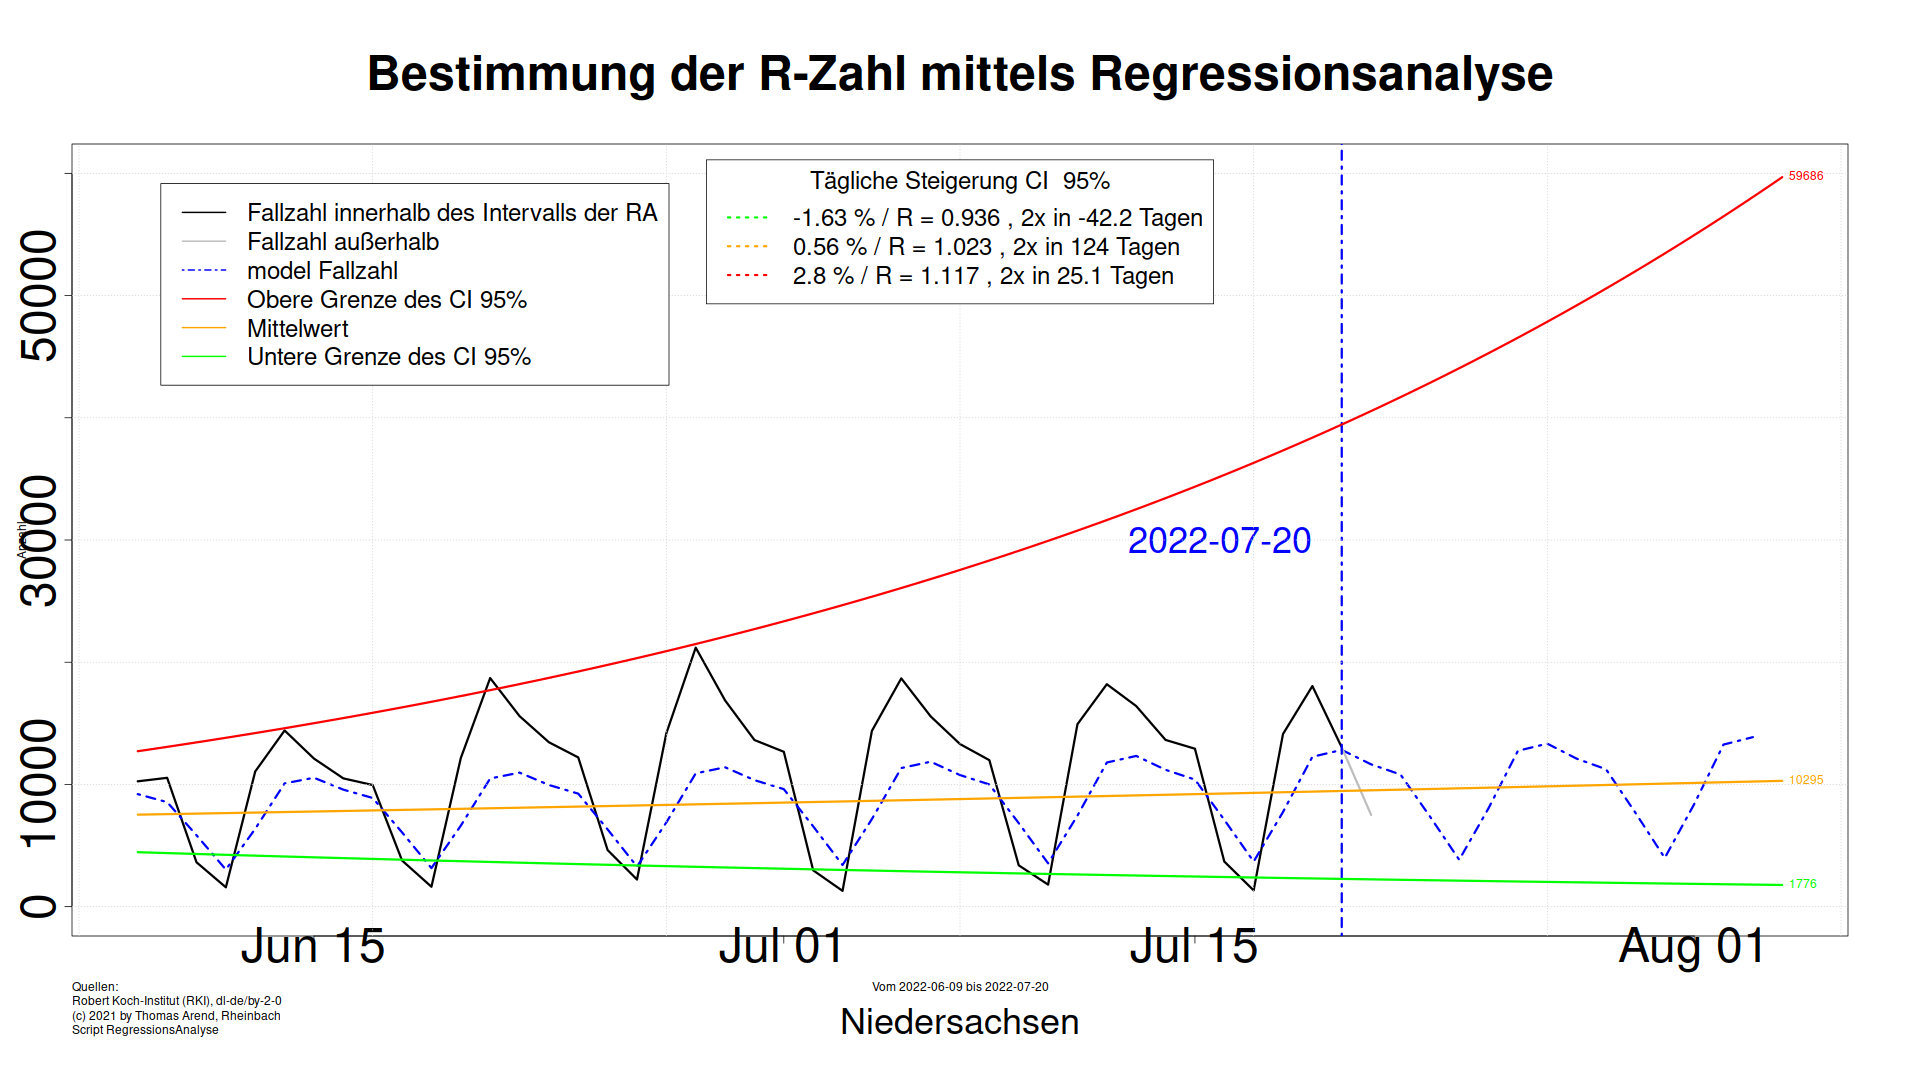 Bestimmung der R-Zahl mittels Regressionsanalyse
Fallzahl innerhalb des Intervalls der RA
Fallzahl außerhalb
model Fallzahl
Obere Grenze des CI 95%
Mittelwert
Untere Grenze des CI 95%
Tägliche Steigerung CI  95%
-1.63 % / R = 0.936 , 2x in -42.2 Tagen
0.56 % / R = 1.023 , 2x in 124 Tagen
2.8 % / R = 1.117 , 2x in 25.1 Tagen
59686
2022-07-20
10295
1776
Anzahl
50000
30000
10000
0
Jun 15
Jul 01
Jul 15
Aug 01
Quellen:
Robert Koch-Institut (RKI), dl-de/by-2-0
(c) 2021 by Thomas Arend, Rheinbach
Script RegressionsAnalyse
Vom 2022-06-09 bis 2022-07-20
Niedersachsen